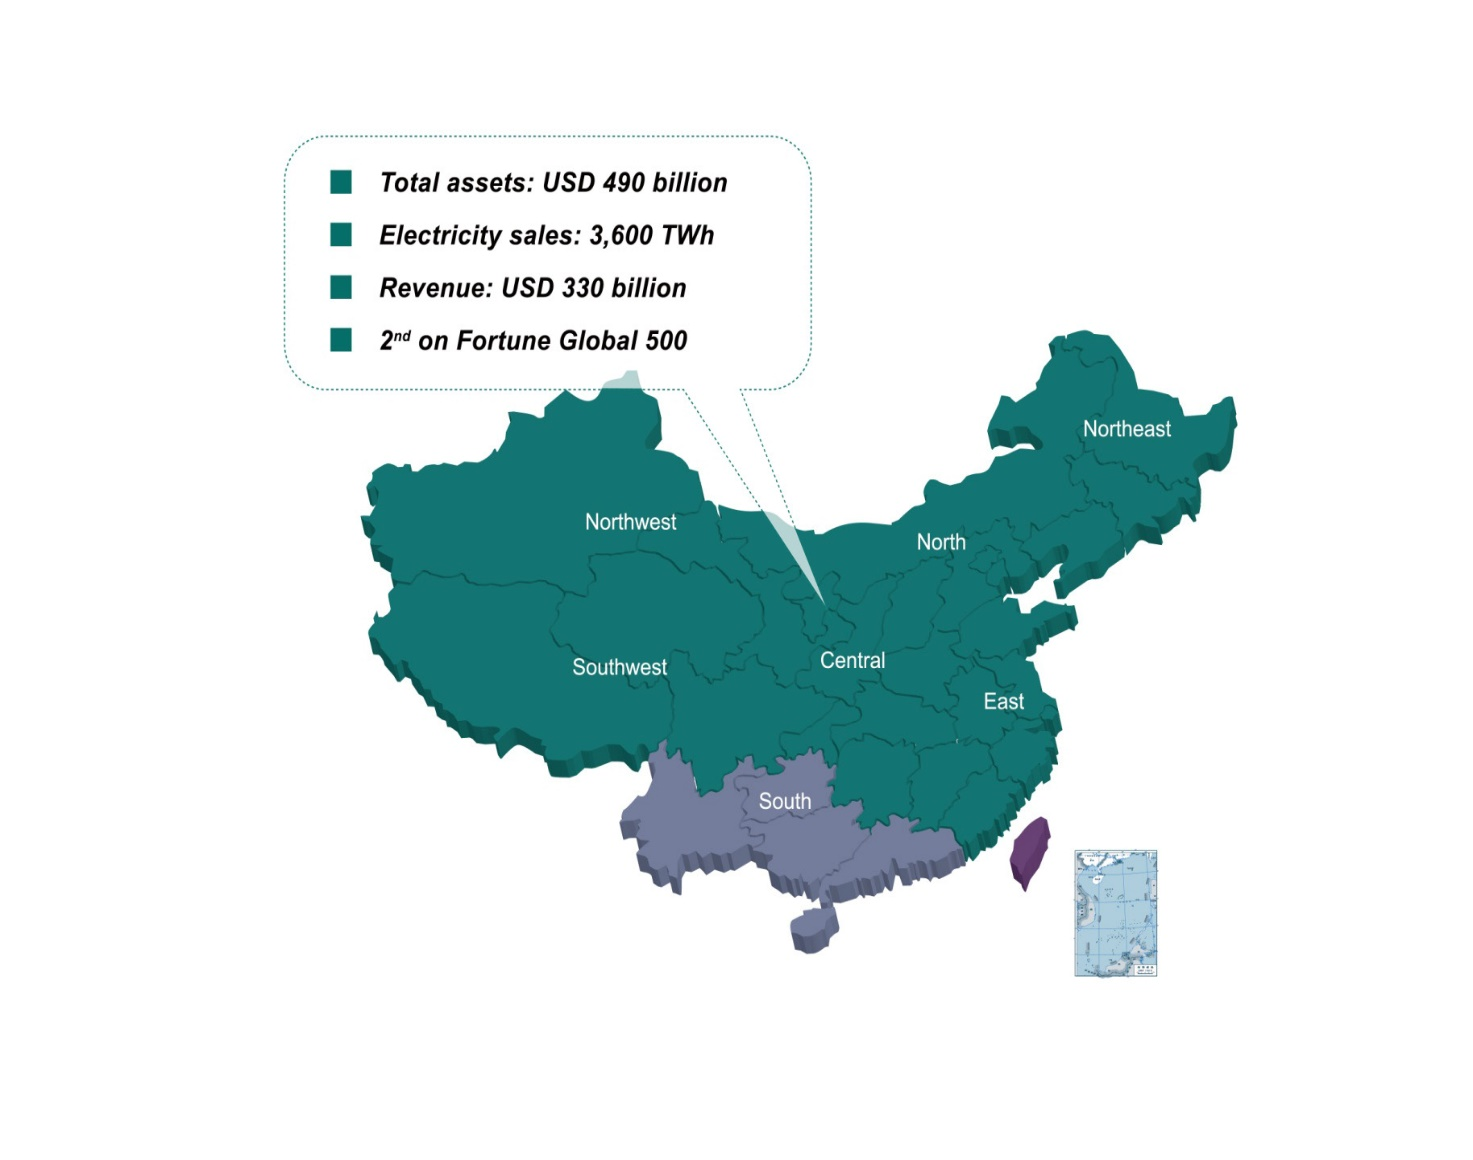 Total assets: USD 490 billion
Electricity sales: 3,600 TWh
Revenue: USD 330 billion
2nd on Fortune Global 500
Northeast
Northwest
North
Central
Southwest
East
South